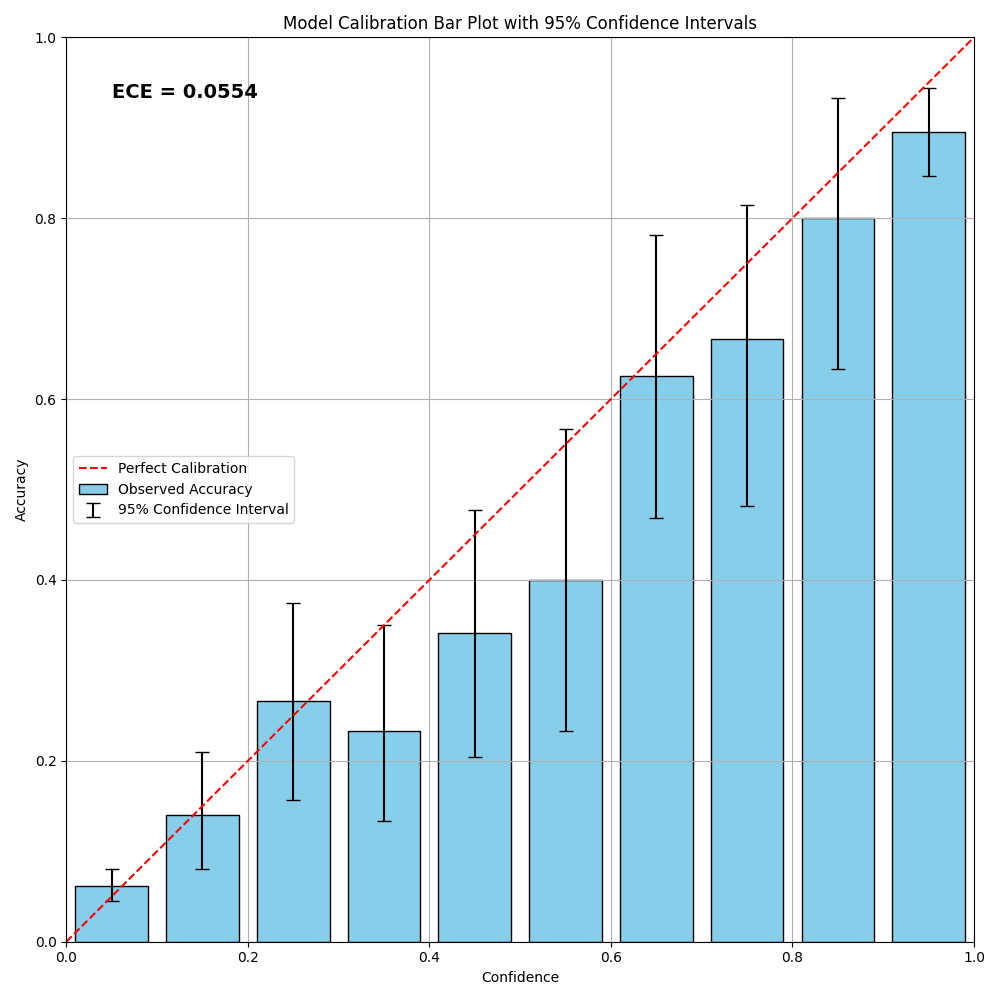 Model Calibration Bar Plot with 95% Confidence Intervals
ECE = 0.0554
1.0
0.8
0.6
0.4
0.2
0.0
Accuracy
Perfect Calibration
Observed Accuracy
95% Confidence Interval
0.0 0.2 0.4 0.6 0.8 1.0
Confidence